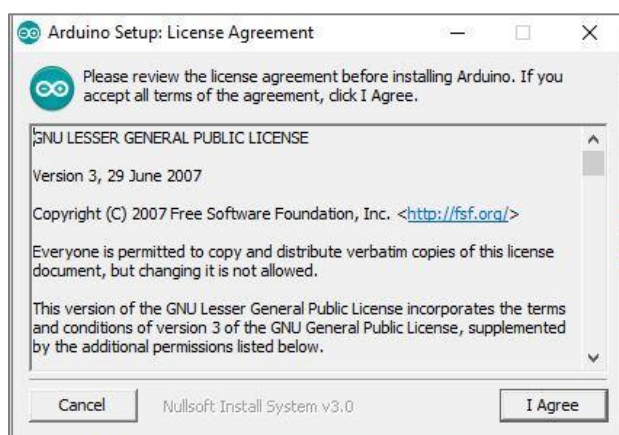 Arduino Setup: License Agreement
Please review the license agreement before installing Arduino. If you
accept all terms of the agreement, click I Agree.
GNU LESSER GENERAL PUBLIC LICENSE
Version 3, 29 June 2007
Copyright (C) 2007 Free Software Foundation, Inc. <http://fsf.org/>
Everyone is permitted to copy and distribute verbatim copies of this license
document, but changing it is not allowed.
This version of the GNU Lesser General Public License incorporates the terms
and conditions of version 3 of the GNU General Public License, supplemented
by the additional permissions listed below.
Cancel
Nullsoft Install System v3.0
I Agree